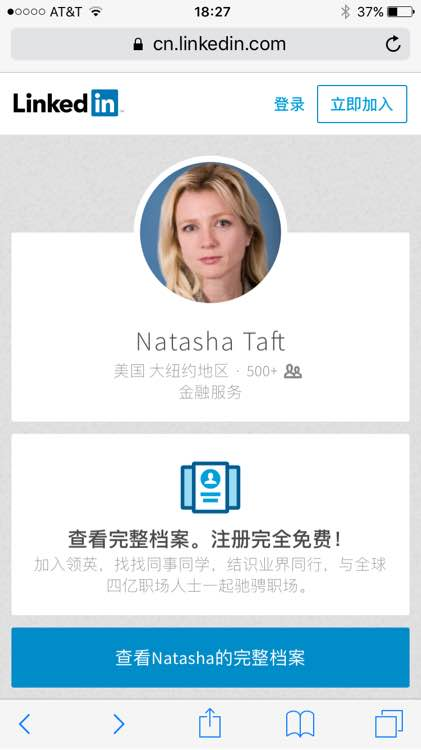 AT&T 18:27 37%
cn.linkedin.com
Linked in 登录 立即加入
Natasha Taft
美国 大纽约地区 · 500+
金融服务
查看完整档案。注册完全免费！
加入领英，找找同事同学，结识业界同行，与全球
四亿职场人士一起驰骋职场。
查看Natasha的完整档案